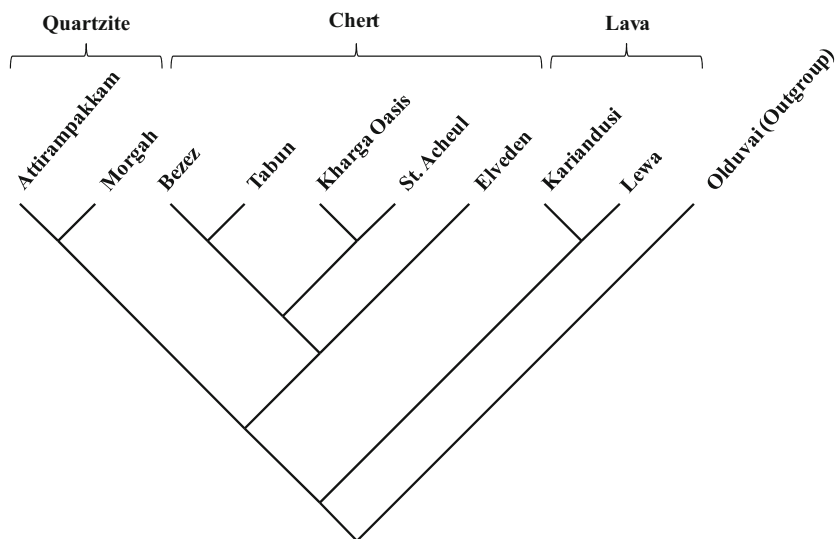 Quartzite
Chert
Lava
Attirampakkam
Morgah
Bezez
Tabun
Kharga Oasis
St. Acheul
Elveden
Kariandusi
Lewa
Olduvai (Outgroup)